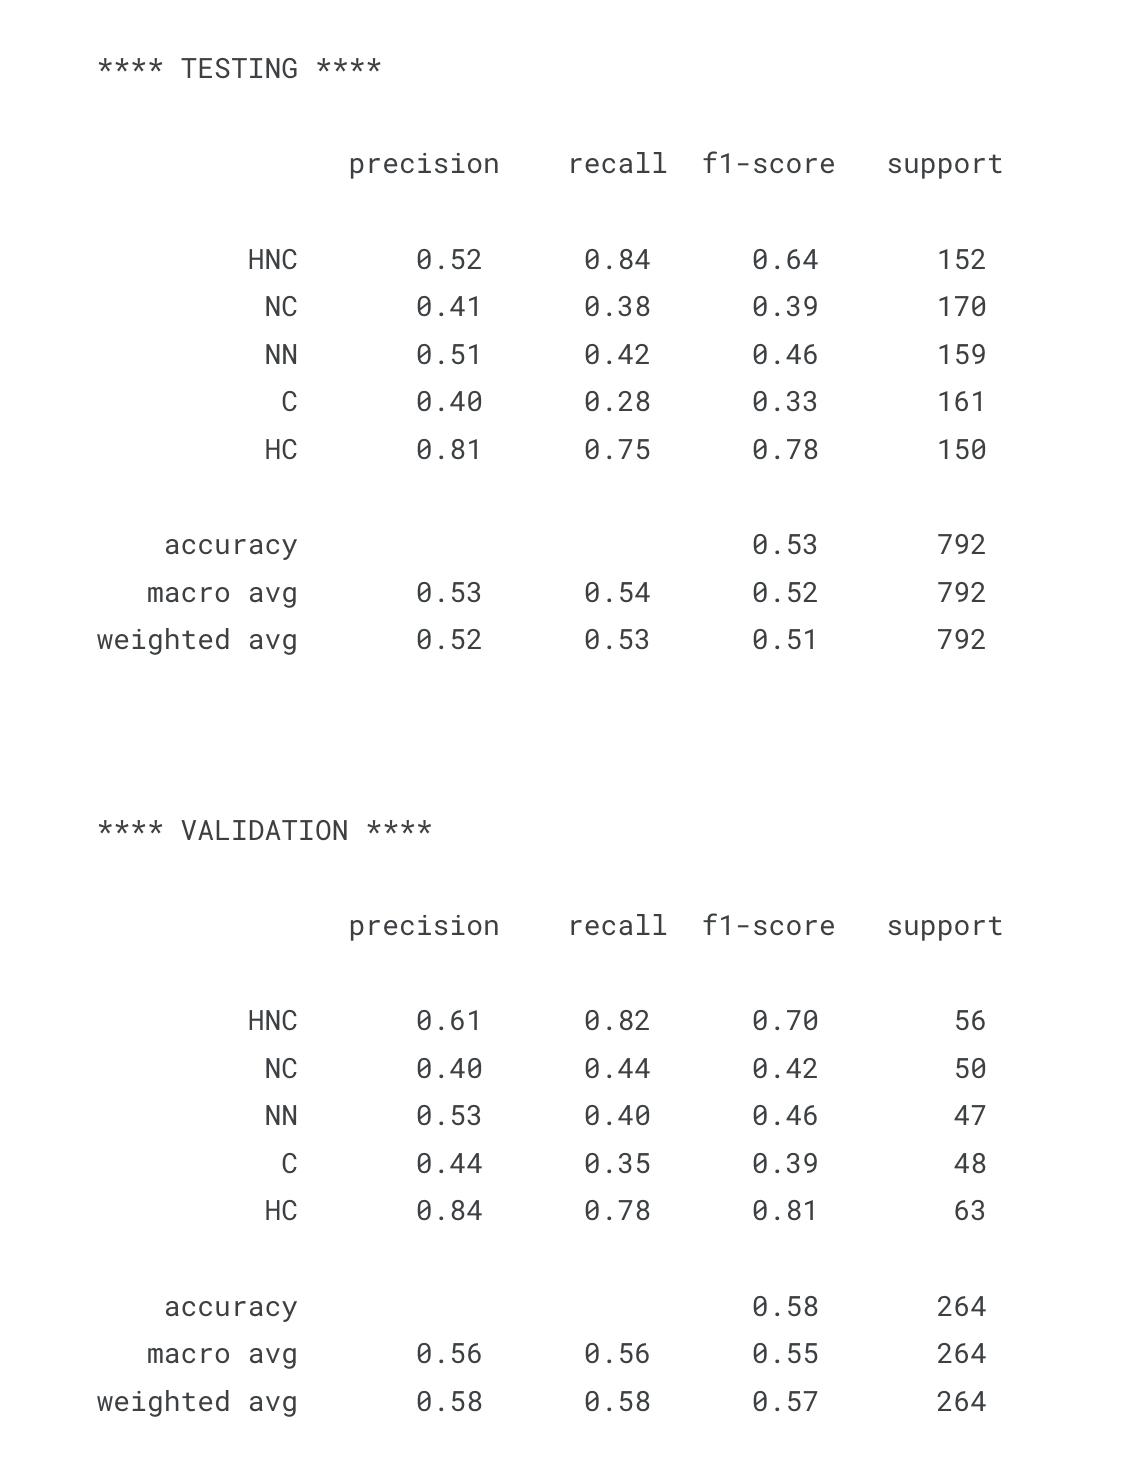 **** TESTING ****
precision recall f1-score support
HNC 0.52 0.84 0.64 152
NC 0.41 0.38 0.39 170
NN 0.51 0.42 0.46 159
C 0.40 0.28 0.33 161
HC 0.81 0.75 0.78 150
accuracy 0.53 792
macro avg 0.53 0.54 0.52 792
weighted avg 0.52 0.53 0.51 792
**** VALIDATION ****
precision recall f1-score support
HNC 0.61 0.82 0.70 56
NC 0.40 0.44 0.42 50
NN 0.53 0.40 0.46 47
C 0.44 0.35 0.39 48
HC 0.84 0.78 0.81 63
accuracy 0.58 264
macro avg 0.56 0.56 0.55 264
weighted avg 0.58 0.58 0.57 264